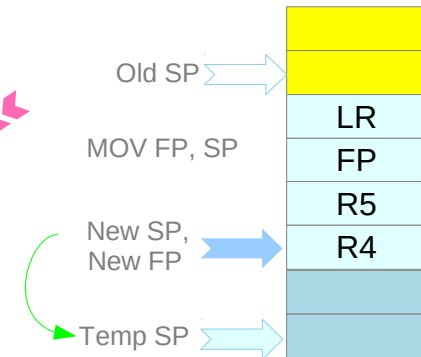 Old SP
LR
MOV FP, SP
FP
R5
New SP,
New FP
R4
Temp SP